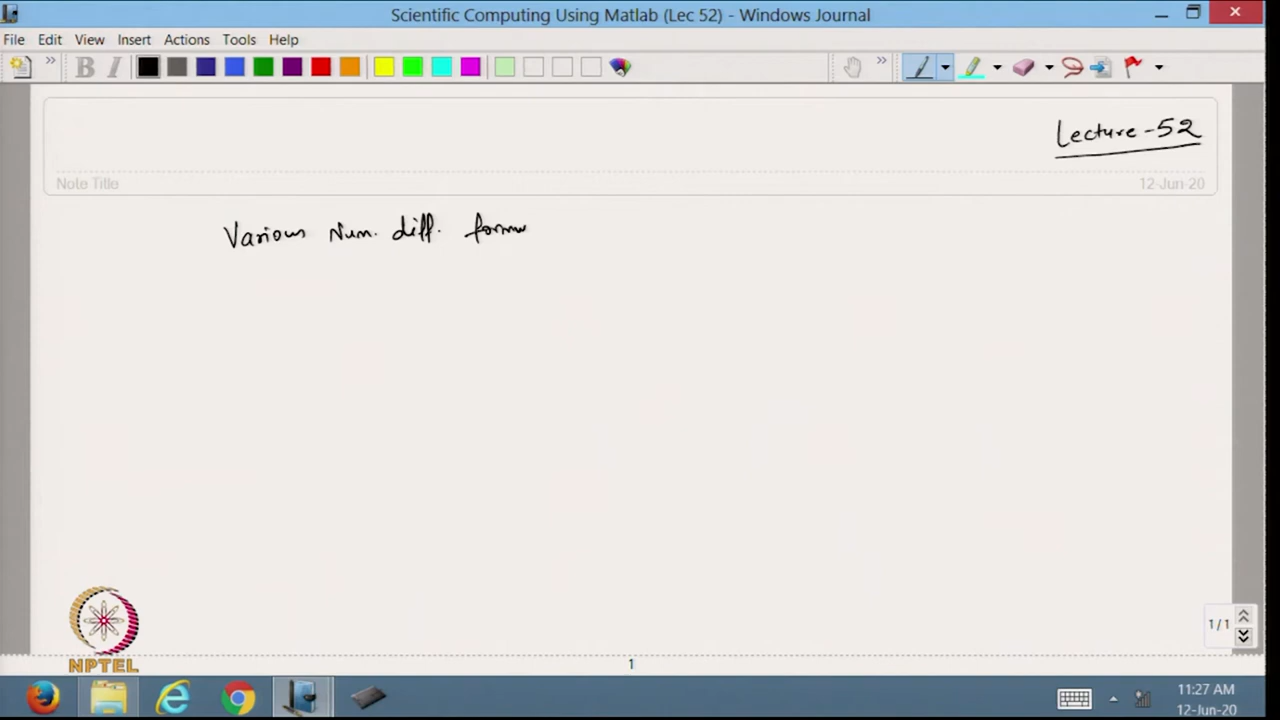 Scientific Computing Using Matlab (Lec 52) - Windows Journal
File Edit View Insert Actions Tools Help
B I
Lecture-52
Note Title
12-Jun-20
Various Num. diff. formu
1/1
NPTEL
1
11:27 AM
12-Jun-20